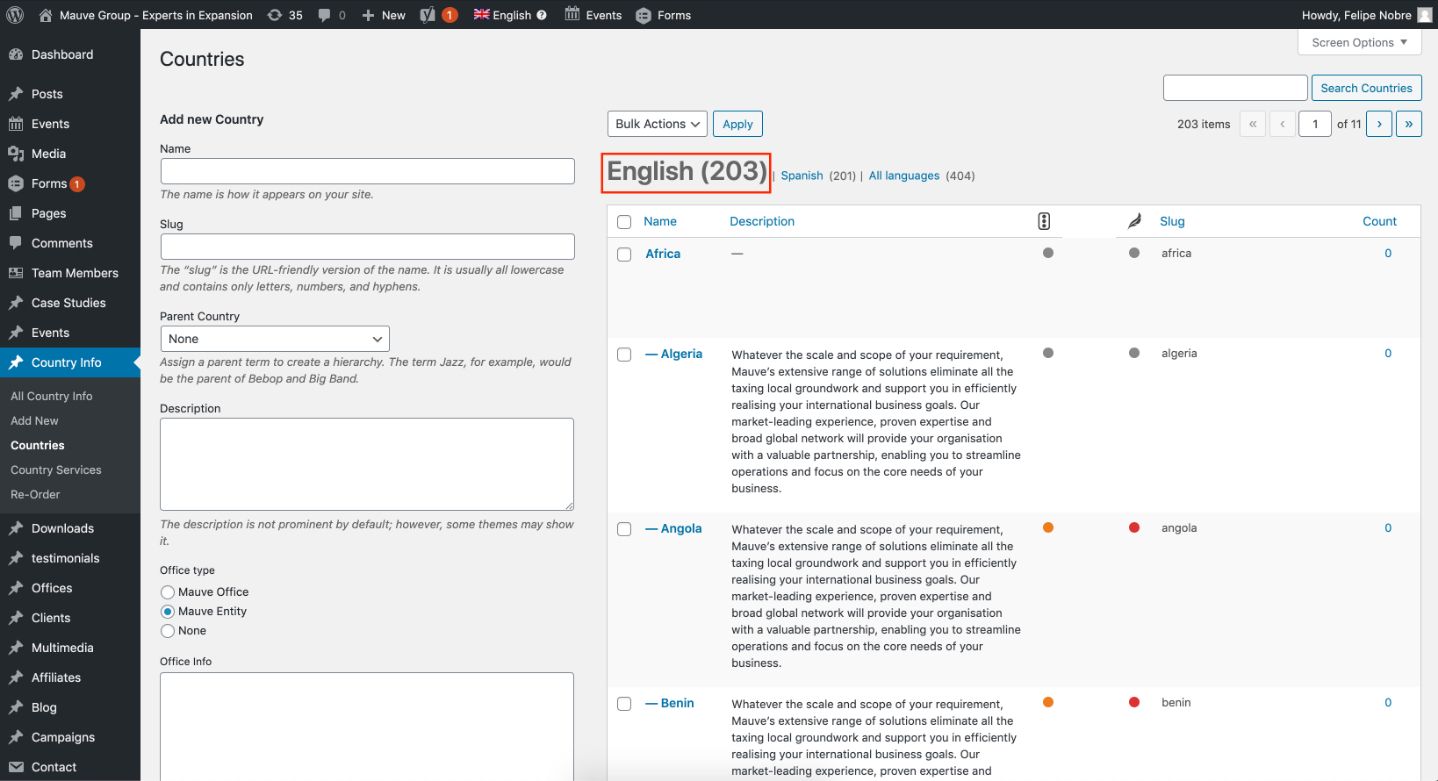 Mauve Group - Experts in Expansion 35 0 New 1 English Events Forms Howdy, Felipe Nobre
Screen Options
Dashboard
Posts
Events
Media
Forms 1
Pages
Comments
Team Members
Case Studies
Events
Country Info
All Country Info
Add New
Countries
Country Services
Re-Order
Downloads
testimonials
Offices
Clients
Multimedia
Affiliates
Blog
Campaigns
Contact
Countries
Add new Country
Name
The name is how it appears on your site.
Slug
The “slug” is the URL-friendly version of the name. It is usually all lowercase
and contains only letters, numbers, and hyphens.
Parent Country
None
Assign a parent term to create a hierarchy. The term Jazz, for example, would
be the parent of Bebop and Big Band.
Description
The description is not prominent by default; however, some themes may show
it.
Office type
Mauve Office
Mauve Entity
None
Office Info
Search Countries
Bulk Actions Apply 203 items « ‹ 1 of 11 › »
English (203) | Spanish (201) | All languages (404)
Name Description Slug Count
Africa — africa 0
— Algeria Whatever the scale and scope of your requirement, algeria 0
Mauve’s extensive range of solutions eliminate all the
taxing local groundwork and support you in efficiently
realising your international business goals. Our
market-leading experience, proven expertise and
broad global network will provide your organisation
with a valuable partnership, enabling you to streamline
operations and focus on the core needs of your
business.
— Angola Whatever the scale and scope of your requirement, angola 0
Mauve’s extensive range of solutions eliminate all the
taxing local groundwork and support you in efficiently
realising your international business goals. Our
market-leading experience, proven expertise and
broad global network will provide your organisation
with a valuable partnership, enabling you to streamline
operations and focus on the core needs of your
business.
— Benin Whatever the scale and scope of your requirement, benin 0
Mauve’s extensive range of solutions eliminate all the
taxing local groundwork and support you in efficiently
realising your international business goals. Our
market-leading experience, proven expertise and